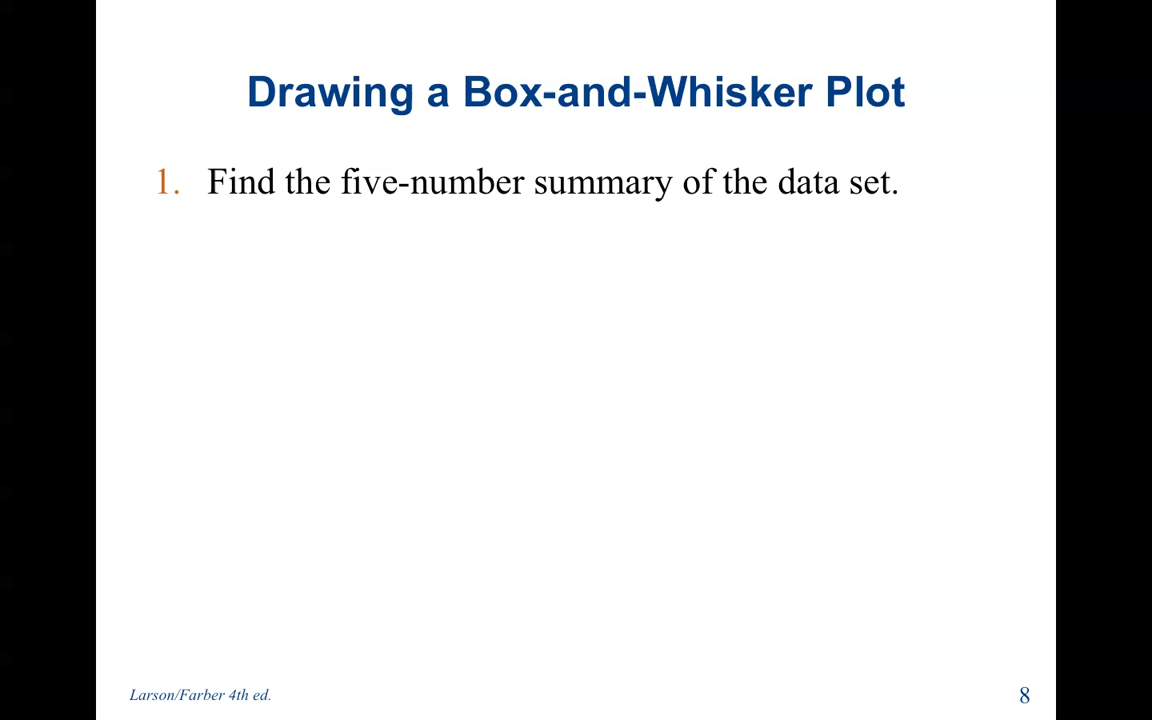 Drawing a Box-and-Whisker Plot
1. Find the five-number summary of the data set.
Larson/Farber 4th ed.
8